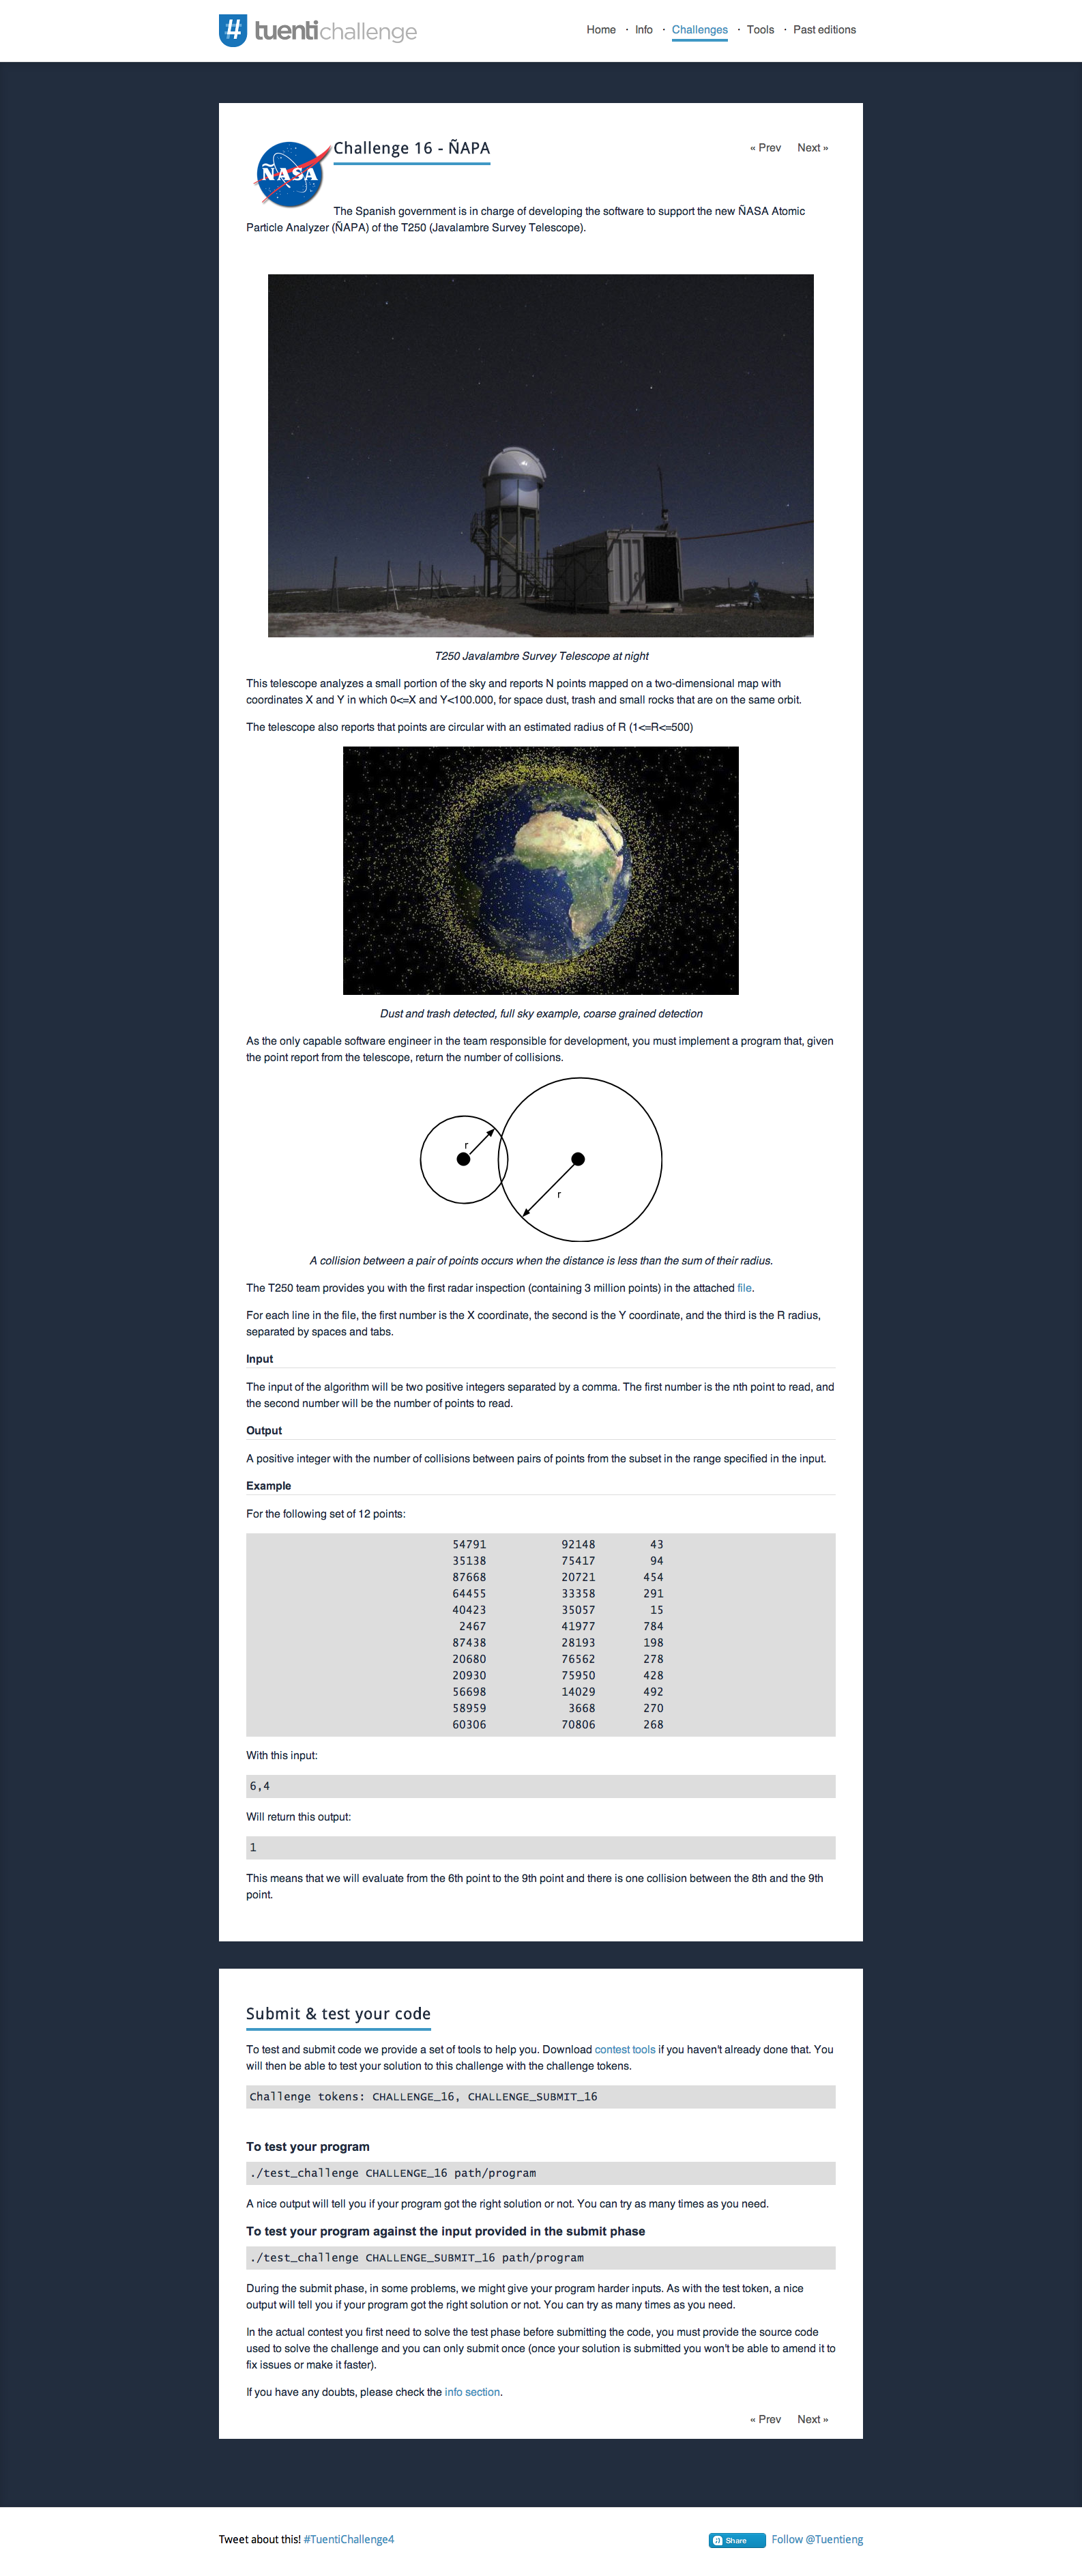 # tuentichallenge
Home · Info · Challenges · Tools · Past editions
ÑASA
Challenge 16 - ÑAPA
« Prev Next »
The Spanish government is in charge of developing the software to support the new ÑASA Atomic
Particle Analyzer (ÑAPA) of the T250 (Javalambre Survey Telescope).
T250 Javalambre Survey Telescope at night
This telescope analyzes a small portion of the sky and reports N points mapped on a two-dimensional map with
coordinates X and Y in which 0<=X and Y<100.000, for space dust, trash and small rocks that are on the same orbit.
The telescope also reports that points are circular with an estimated radius of R (1<=R<=500)
Dust and trash detected, full sky example, coarse grained detection
As the only capable software engineer in the team responsible for development, you must implement a program that, given
the point report from the telescope, return the number of collisions.
r
r
A collision between a pair of points occurs when the distance is less than the sum of their radius.
The T250 team provides you with the first radar inspection (containing 3 million points) in the attached file.
For each line in the file, the first number is the X coordinate, the second is the Y coordinate, and the third is the R radius,
separated by spaces and tabs.
Input
The input of the algorithm will be two positive integers separated by a comma. The first number is the nth point to read, and
the second number will be the number of points to read.
Output
A positive integer with the number of collisions between pairs of points from the subset in the range specified in the input.
Example
For the following set of 12 points:
54791 92148 43
35138 75417 94
87668 20721 454
64455 33358 291
40423 35057 15
2467 41977 784
87438 28193 198
20680 76562 278
20930 75950 428
56698 14029 492
58959 3668 270
60306 70806 268
With this input:
6,4
Will return this output:
1
This means that we will evaluate from the 6th point to the 9th point and there is one collision between the 8th and the 9th
point.
Submit & test your code
To test and submit code we provide a set of tools to help you. Download contest tools if you haven't already done that. You
will then be able to test your solution to this challenge with the challenge tokens.
Challenge tokens: CHALLENGE_16, CHALLENGE_SUBMIT_16
To test your program
./test_challenge CHALLENGE_16 path/program
A nice output will tell you if your program got the right solution or not. You can try as many times as you need.
To test your program against the input provided in the submit phase
./test_challenge CHALLENGE_SUBMIT_16 path/program
During the submit phase, in some problems, we might give your program harder inputs. As with the test token, a nice
output will tell you if your program got the right solution or not. You can try as many times as you need.
In the actual contest you first need to solve the test phase before submitting the code, you must provide the source code
used to solve the challenge and you can only submit once (once your solution is submitted you won't be able to amend it to
fix issues or make it faster).
If you have any doubts, please check the info section.
« Prev Next »
Tweet about this! #TuentiChallenge4
Share Follow @Tuentieng